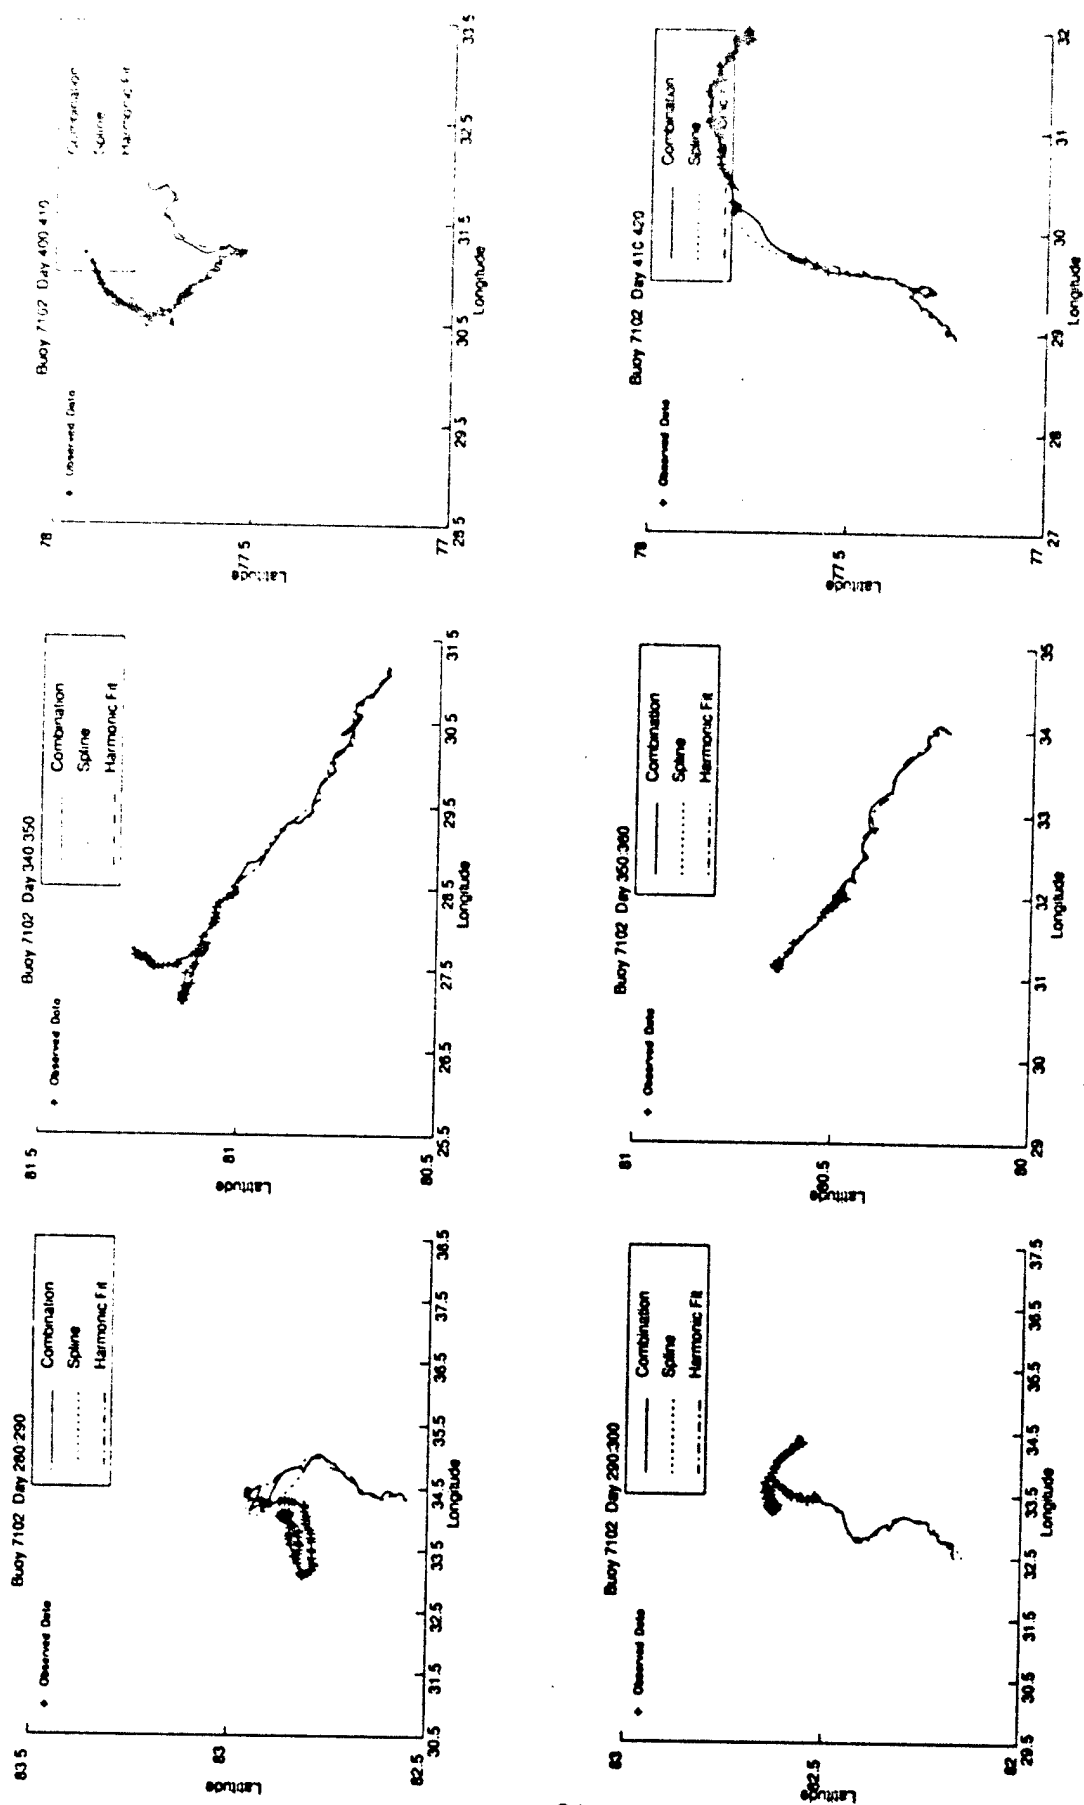 Buoy 7102 Day 280:290
◆ Observed Data
Combination
Spline
Harmonic Fit
83.5
83
82.5
Latitude
30.5 31.5 32.5 33.5 34.5 35.5 36.5 37.5 38.5
Longitude
Buoy 7102 Day 340:350
◆ Observed Data
Combination
Spline
Harmonic Fit
81.5
81
80.5
Latitude
25.5 26.5 27.5 28.5 29.5 30.5 31.5
Longitude
Buoy 7102 Day 400:410
◆ Observed Data
Combination
Spline
Harmonic Fit
78
77.5
77
Latitude
28.5 29.5 30.5 31.5 32.5 33.5
Longitude
Buoy 7102 Day 290:300
◆ Observed Data
Combination
Spline
Harmonic Fit
83
82.5
82
Latitude
29.5 30.5 31.5 32.5 33.5 34.5 35.5 36.5 37.5
Longitude
Buoy 7102 Day 350:360
◆ Observed Data
Combination
Spline
Harmonic Fit
81
80.5
80
Latitude
29 30 31 32 33 34 35
Longitude
Buoy 7102 Day 410:420
◆ Observed Data
Combination
Spline
78
77.5
77
Latitude
27 28 29 30 31 32
Longitude